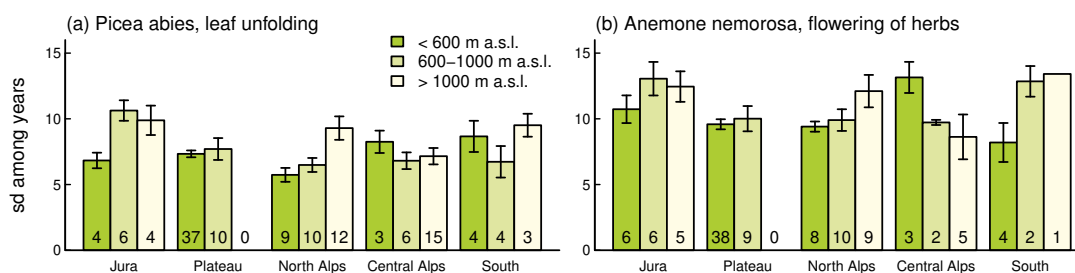 (a) Picea abies, leaf unfolding
sd among years
15
10
5
0
< 600 m a.s.l.
600−1000 m a.s.l.
> 1000 m a.s.l.
4 6 4 37 10 0 9 10 12 3 6 15 4 4 3
Jura Plateau North Alps Central Alps South
(b) Anemone nemorosa, flowering of herbs
15
10
5
0
6 6 5 38 9 0 8 10 9 3 2 5 4 2 1
Jura Plateau North Alps Central Alps South